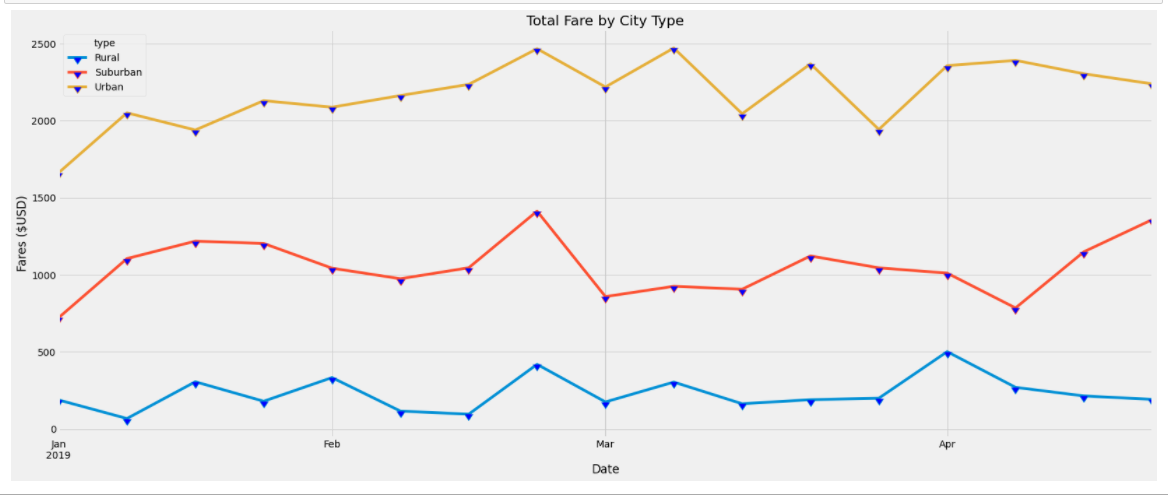 Total Fare by City Type
type
Rural
Suburban
Urban
Fares ($USD)
2500
2000
1500
1000
500
0
Jan Feb Mar Apr
2019
Date